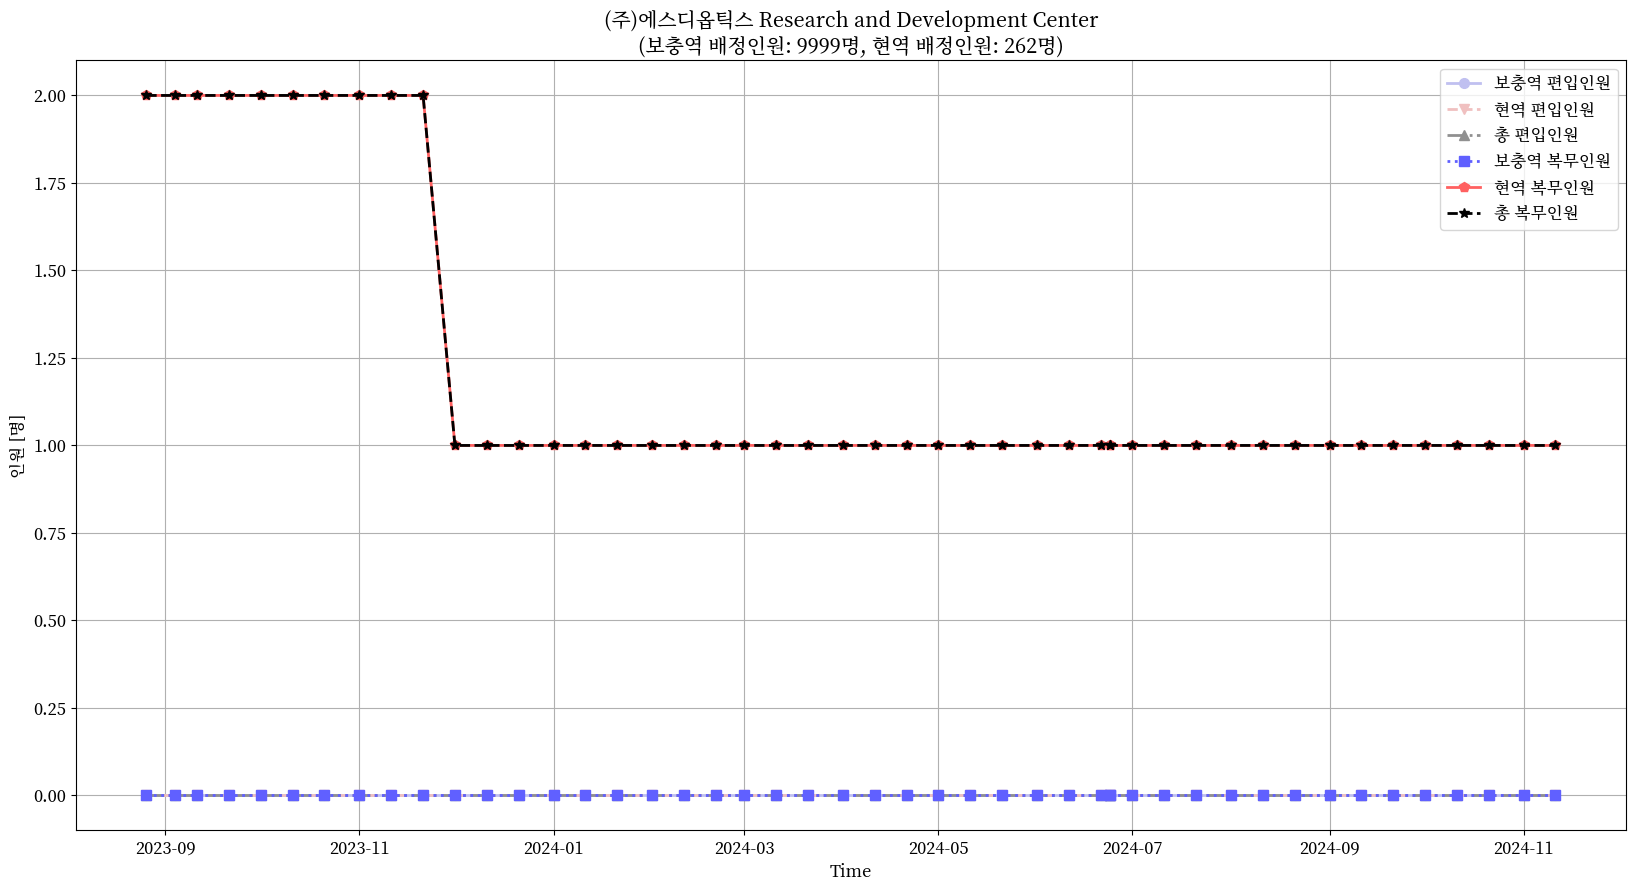 (주)에스디옵틱스 Research and Development Center
(보충역 배정인원: 9999명, 현역 배정인원: 262명)
보충역 편입인원
현역 편입인원
총 편입인원
보충역 복무인원
현역 복무인원
총 복무인원
인원 [명]
2.00
1.75
1.50
1.25
1.00
0.75
0.50
0.25
0.00
2023-09 2023-11 2024-01 2024-03 2024-05 2024-07 2024-09 2024-11
Time